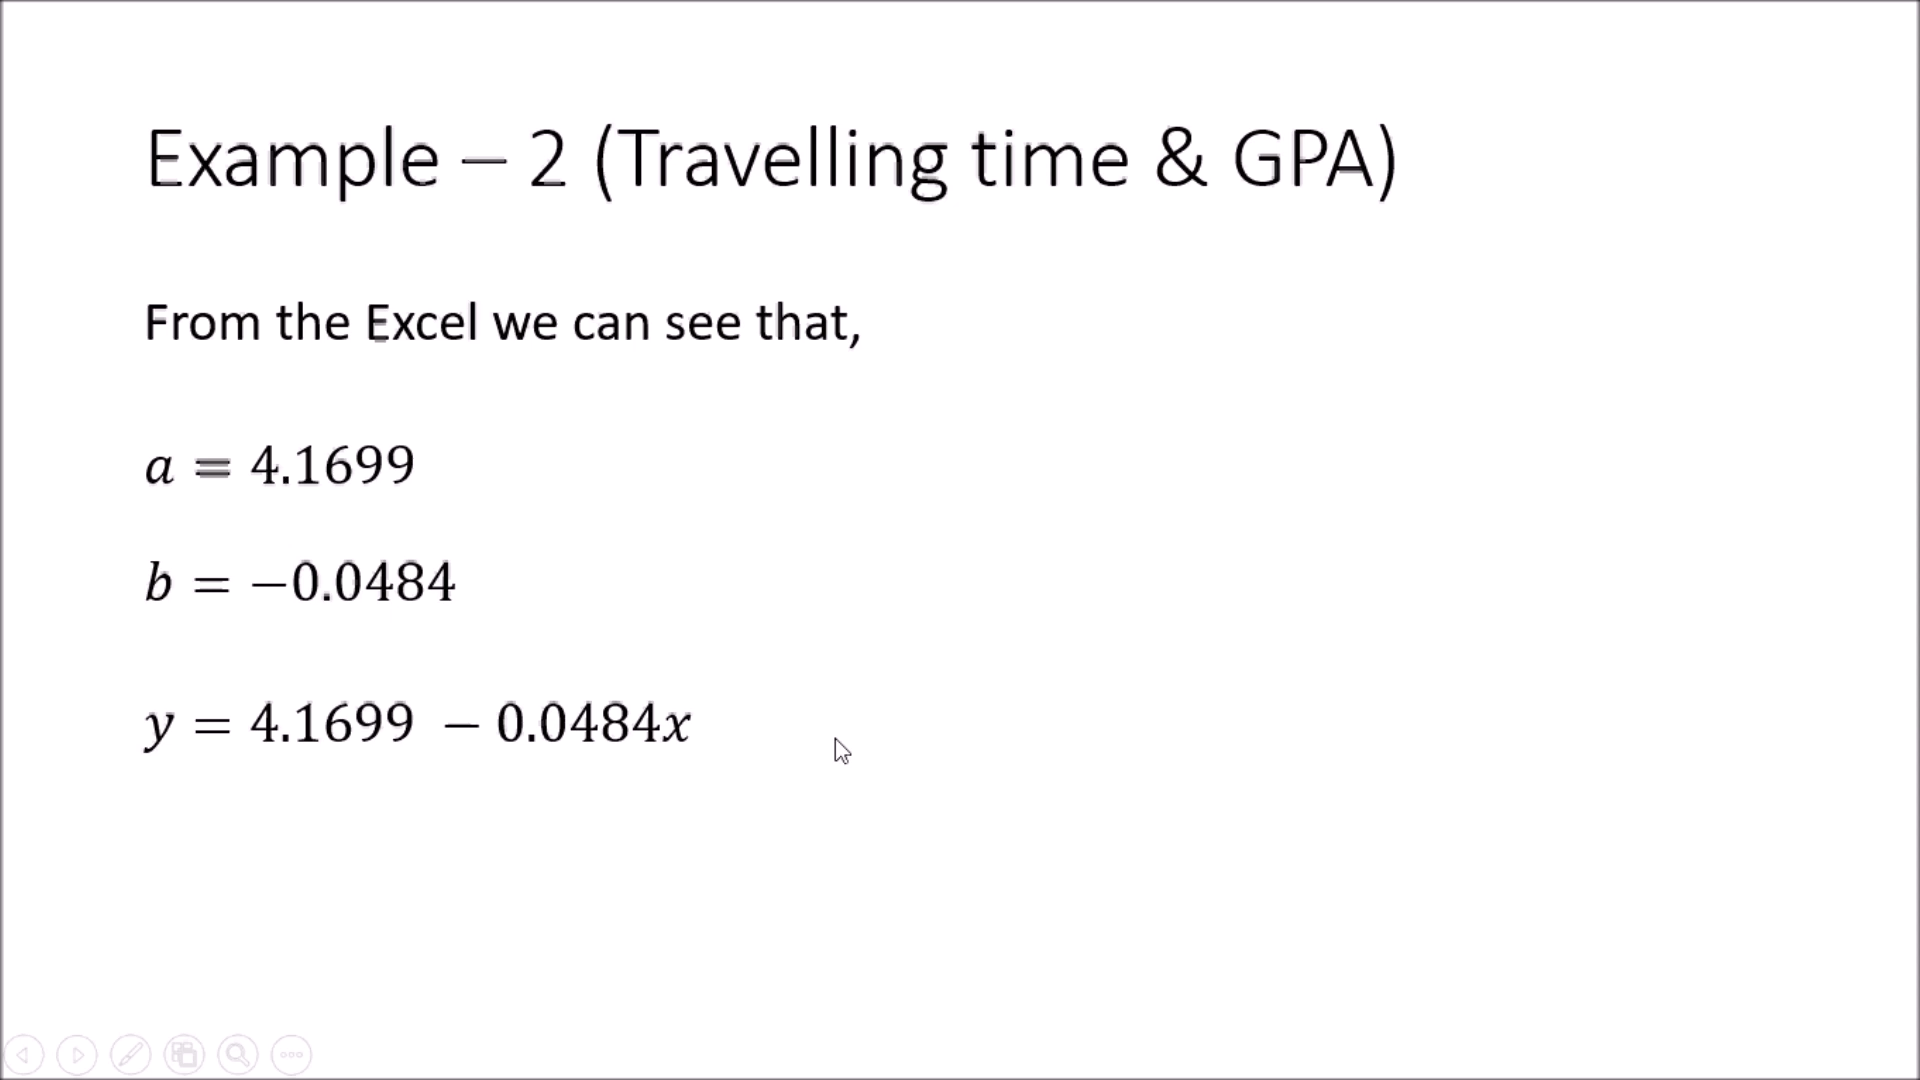 Example – 2 (Travelling time & GPA)
From the Excel we can see that,
a = 4.1699
b = −0.0484
y = 4.1699 − 0.0484x